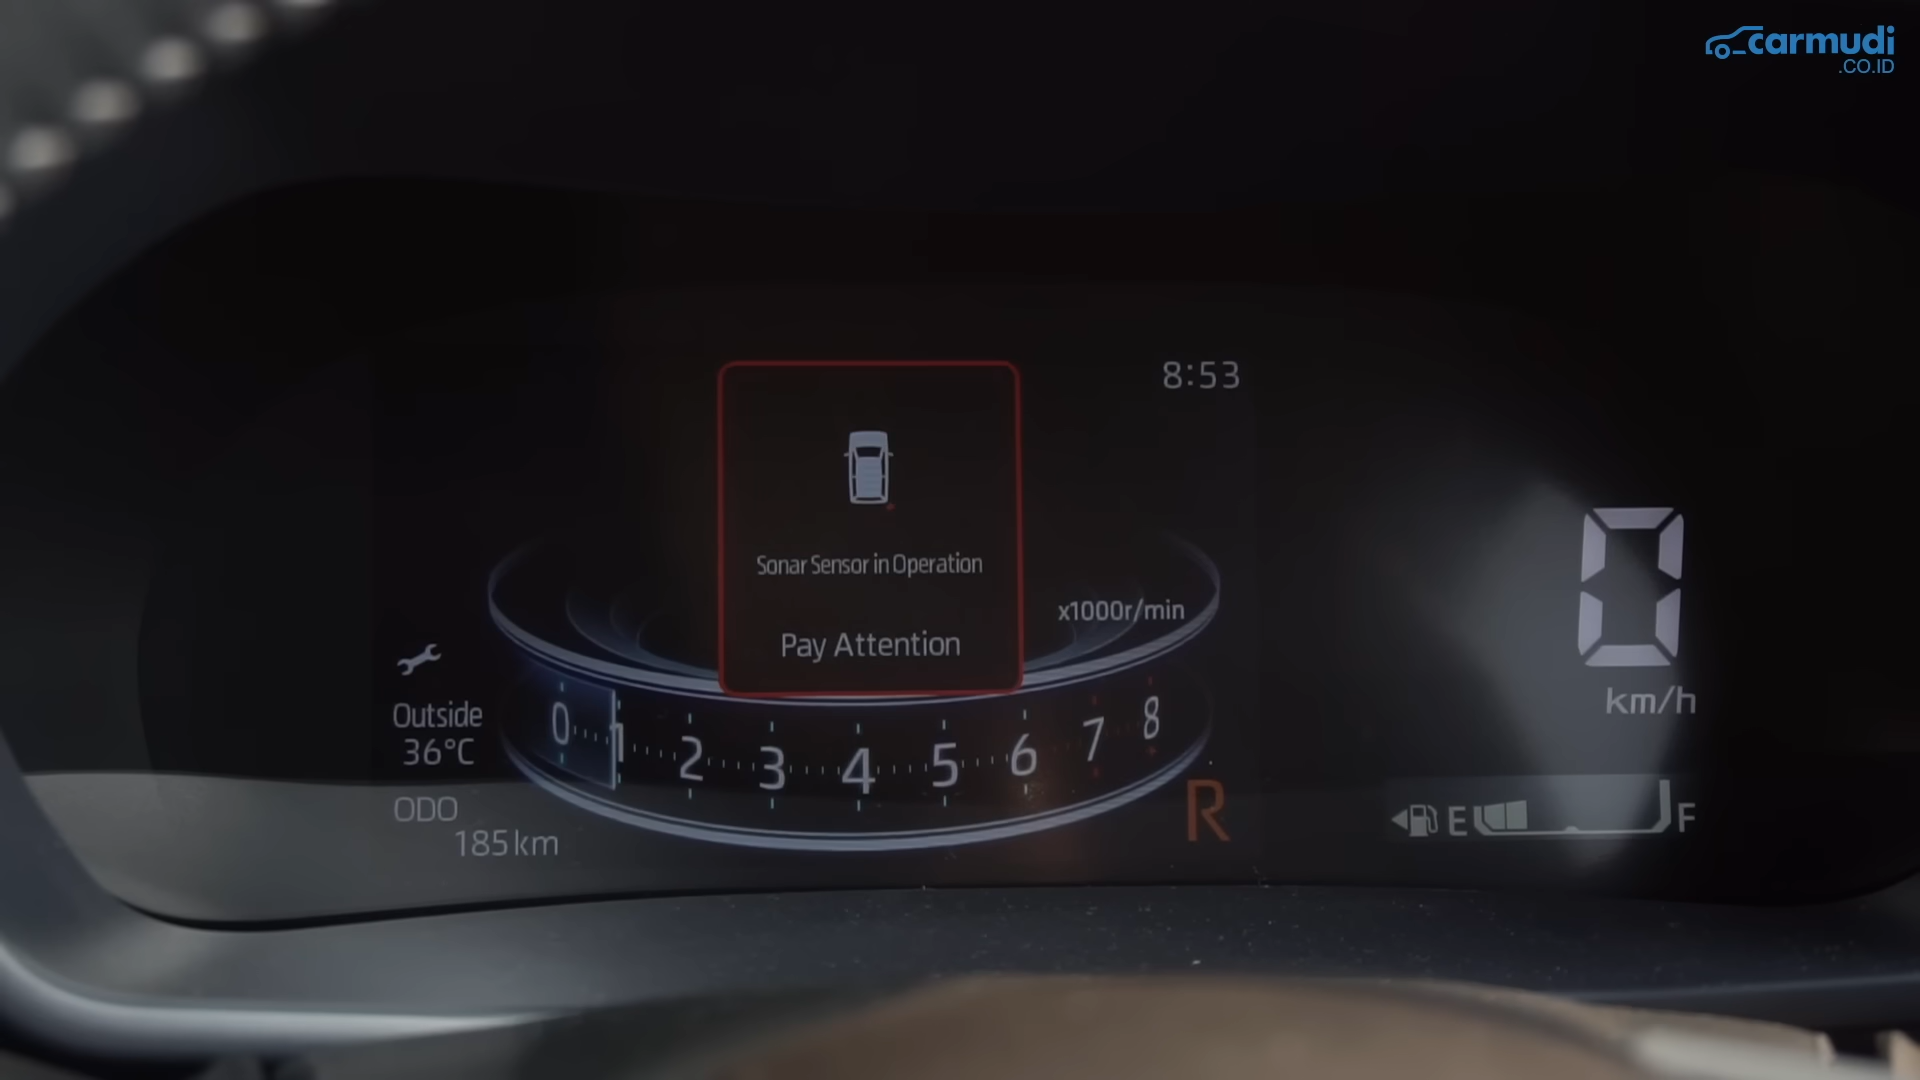 carmudi
.CO.ID
8:53
Sonar Sensor in Operation
Pay Attention
x1000r/min
Outside
36°C
0 1 2 3 4 5 6 7 8
ODO
185km
R
0
km/h
E F